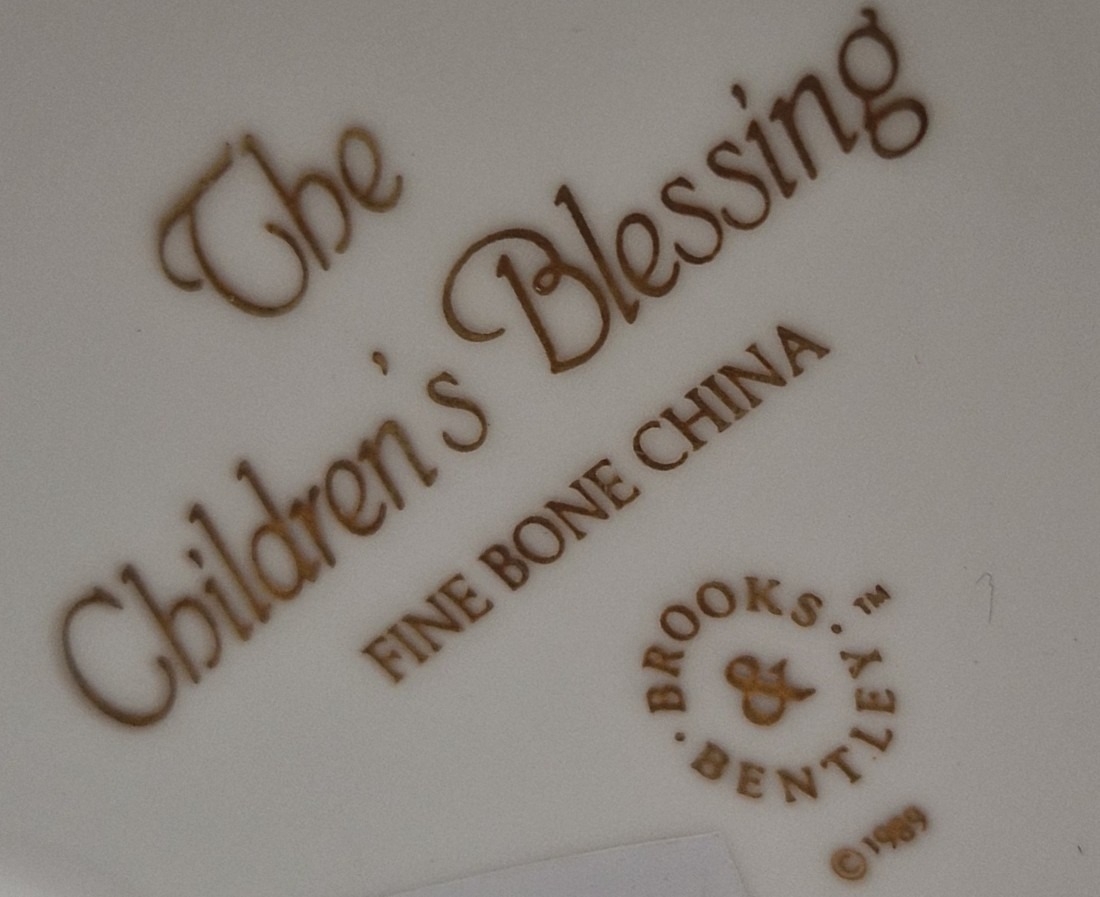 The
Children's Blessing
FINE BONE CHINA
· BROOKS · BENTLEY ™
&
© 1989